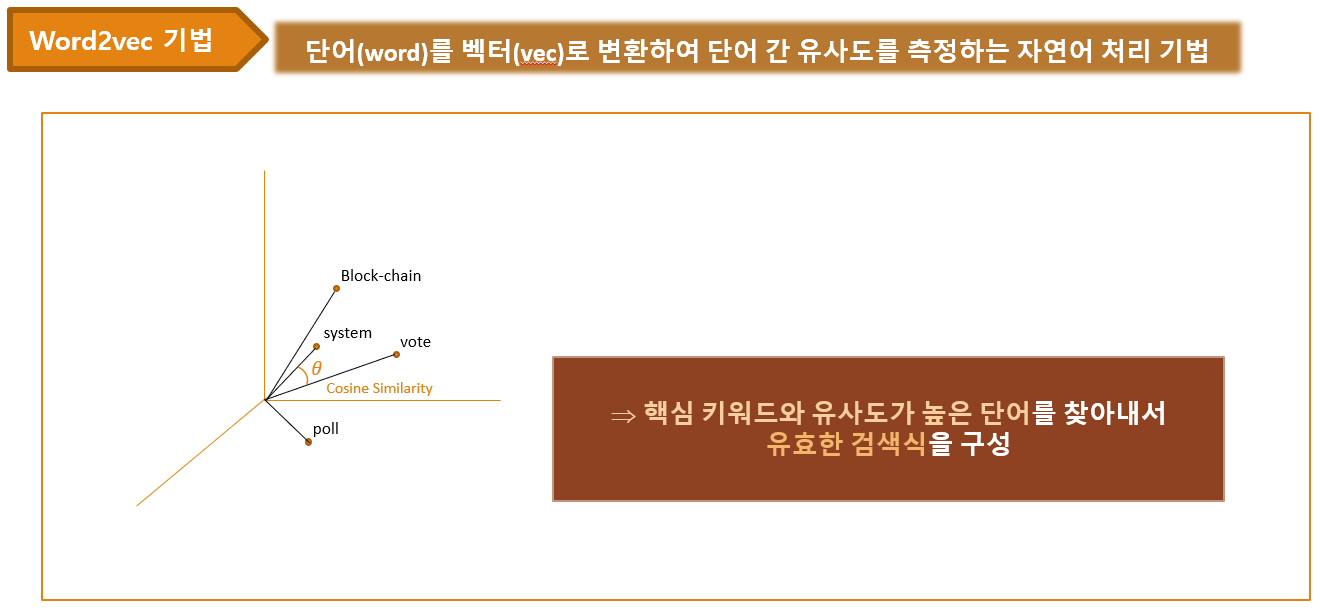 Word2vec 기법
단어(word)를 벡터(vec)로 변환하여 단어 간 유사도를 측정하는 자연어 처리 기법
Block-chain
system
vote
θ
Cosine Similarity
poll
⇒ 핵심 키워드와 유사도가 높은 단어를 찾아내서
유효한 검색식을 구성